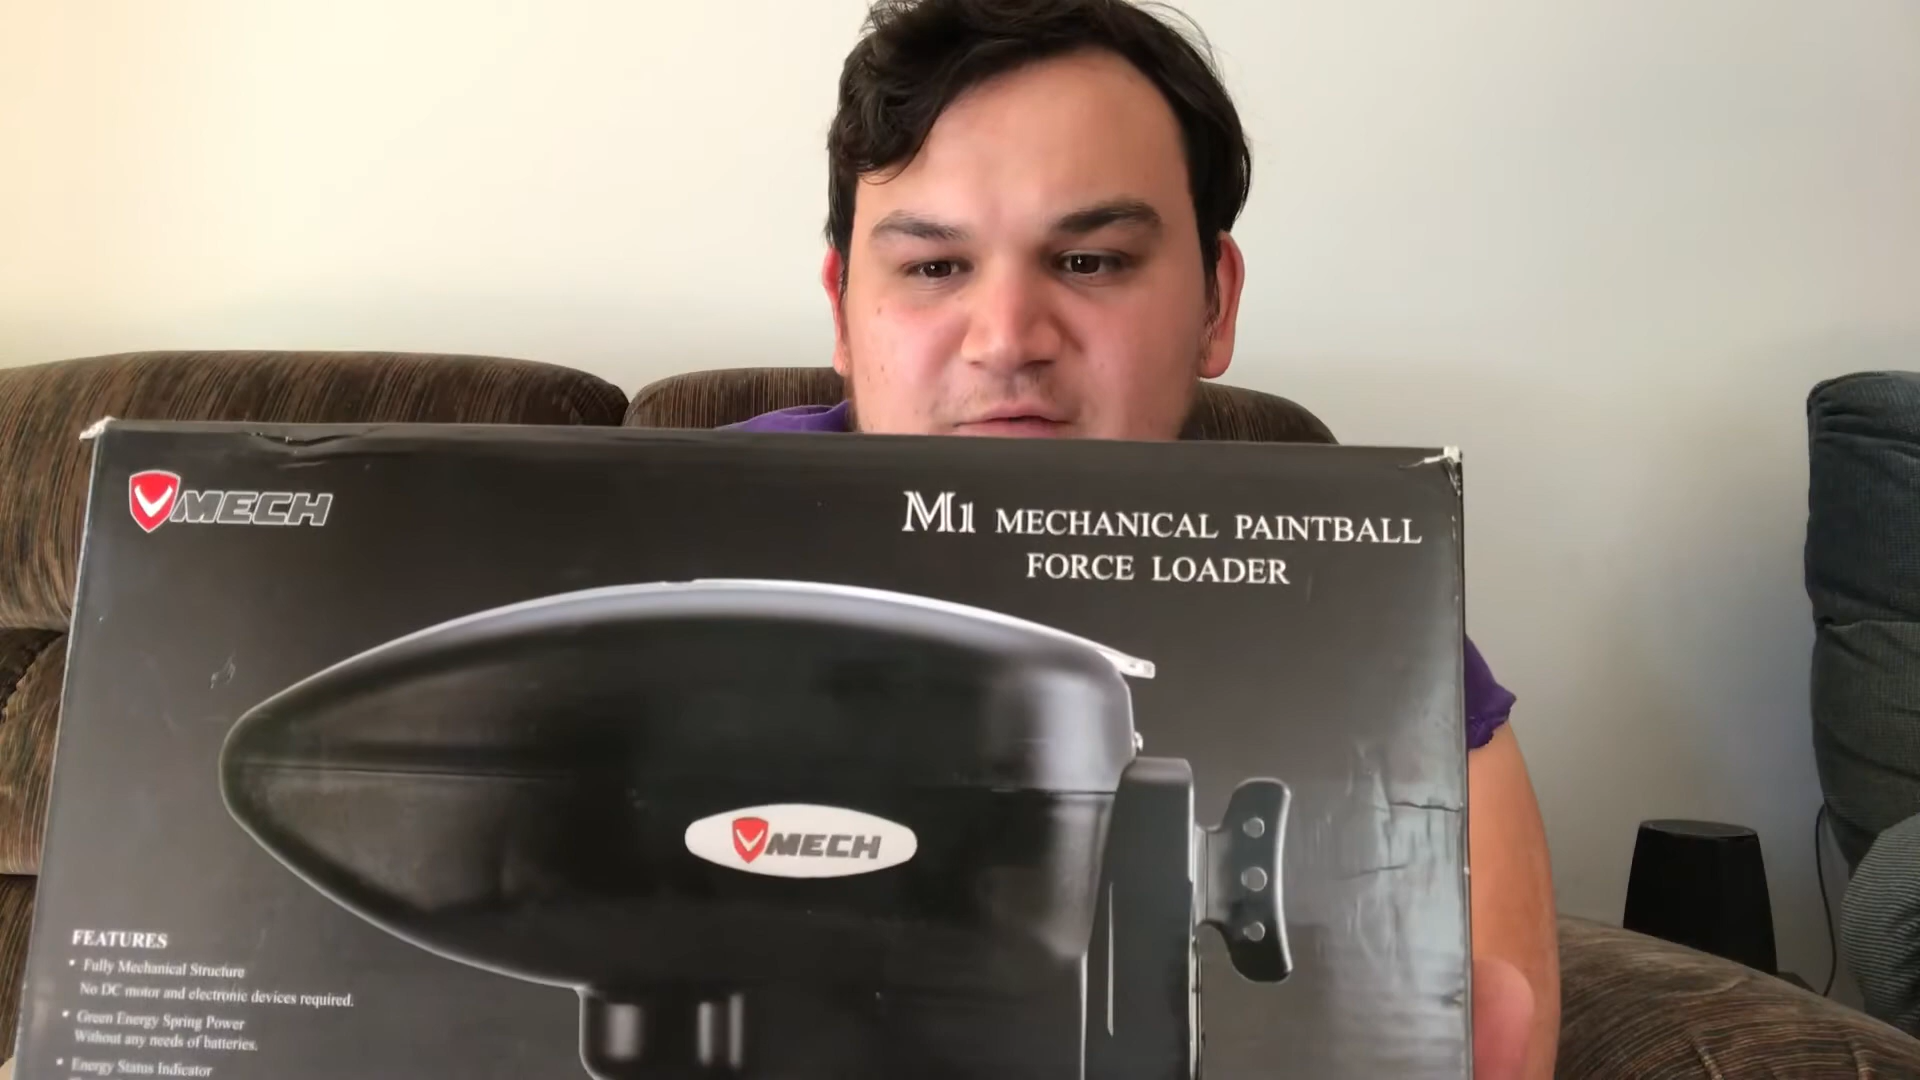 VMECH
M1 MECHANICAL PAINTBALL
FORCE LOADER
VMECH
FEATURES
• Fully Mechanical Structure
No DC motor and electronic devices required.
• Green Energy Spring Power
Without any needs of batteries.
• Energy Status Indicator